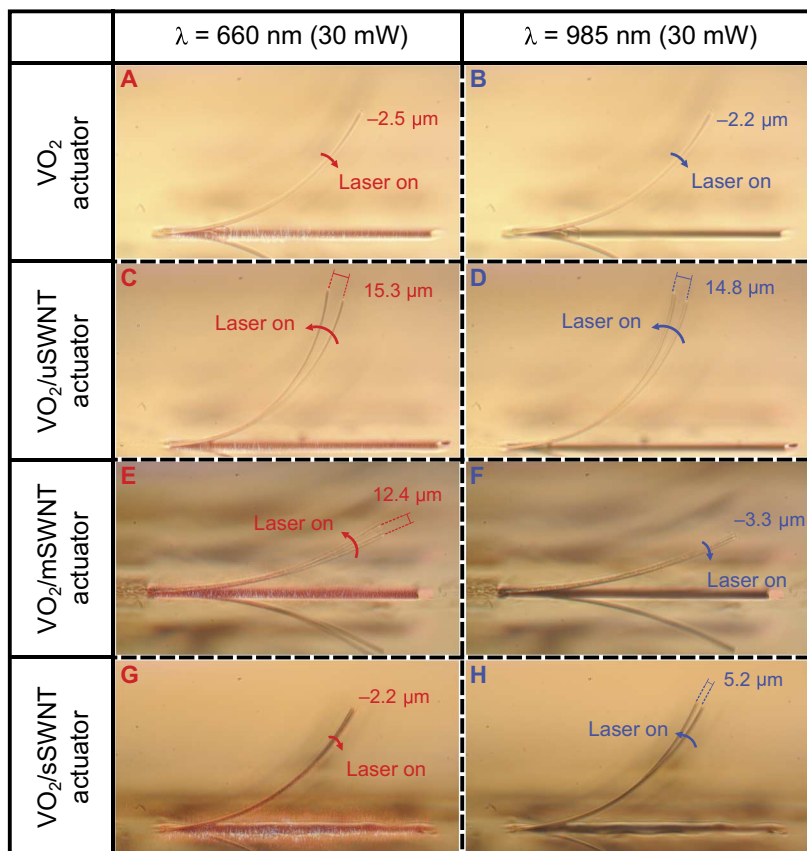 λ = 660 nm (30 mW)
λ = 985 nm (30 mW)
VO₂
actuator
A
–2.5 µm
Laser on
B
–2.2 µm
Laser on
VO₂/uSWNT
actuator
C
15.3 µm
Laser on
D
14.8 µm
Laser on
VO₂/mSWNT
actuator
E
12.4 µm
Laser on
F
–3.3 µm
Laser on
VO₂/sSWNT
actuator
G
–2.2 µm
Laser on
H
5.2 µm
Laser on